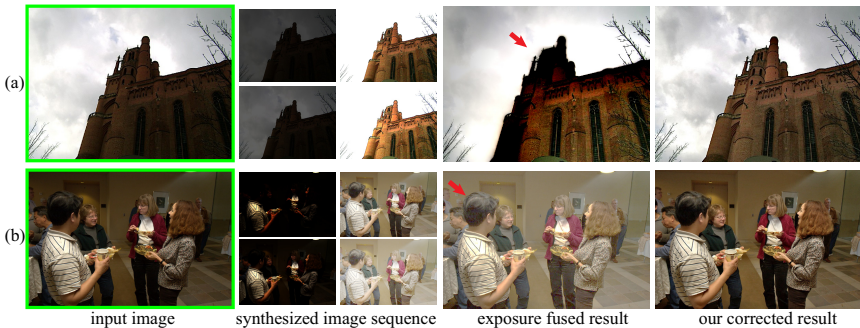 (a)
(b)
input image
synthesized image sequence
exposure fused result
our corrected result